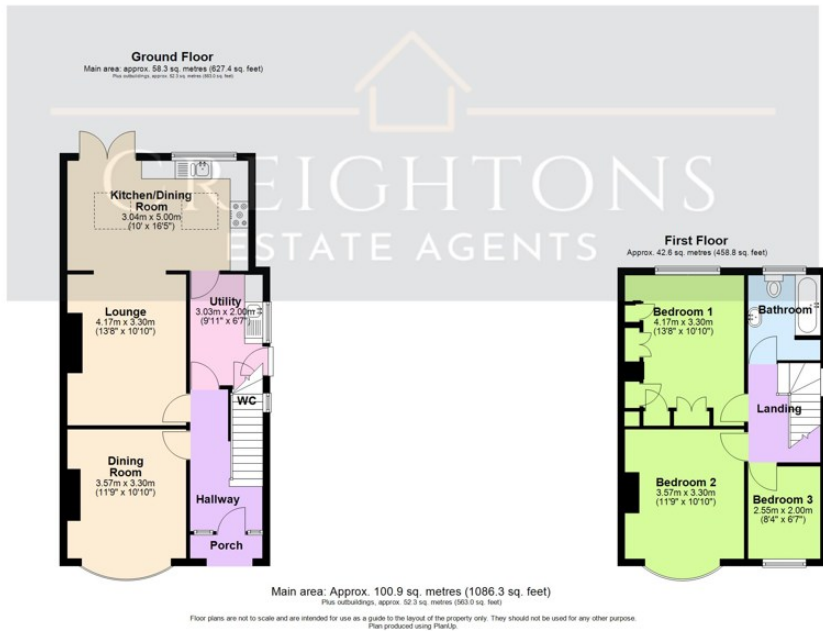 Ground Floor
Main area: approx. 58.3 sq. metres (627.4 sq. feet)
Plus outbuildings, approx. 52.3 sq. metres (563.0 sq. feet)
CREIGHTONS
ESTATE AGENTS
Kitchen/Dining
Room
3.04m x 5.00m
(10' x 16'5")
Lounge
4.17m x 3.30m
(13'8" x 10'10")
Utility
3.03m x 2.00m
(9'11" x 6'7")
WC
Dining
Room
3.57m x 3.30m
(11'9" x 10'10")
Hallway
Porch
First Floor
Approx. 42.6 sq. metres (458.8 sq. feet)
Bedroom 1
4.17m x 3.30m
(13'8" x 10'10")
Bathroom
Landing
Bedroom 2
3.57m x 3.30m
(11'9" x 10'10")
Bedroom 3
2.55m x 2.00m
(8'4" x 6'7")
Main area: Approx. 100.9 sq. metres (1086.3 sq. feet)
Plus outbuildings, approx. 52.3 sq. metres (563.0 sq. feet)
Floor plans are not to scale and are intended for use as a guide to the layout of the property only. They should not be used for any other purpose.
Plan produced using PlanUp.